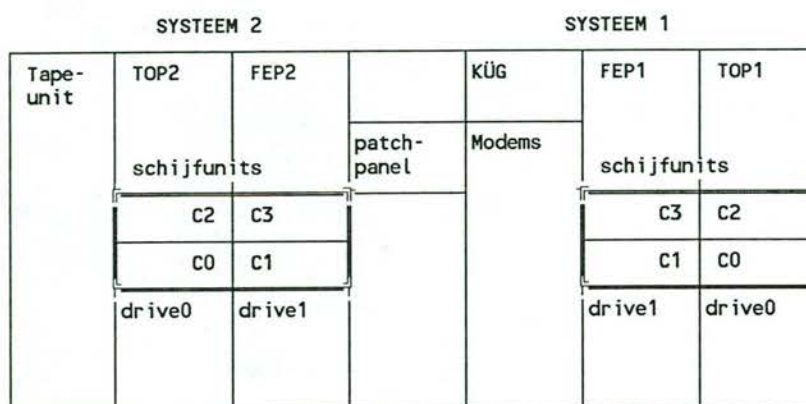 SYSTEEM 2 SYSTEEM 1
Tape- TOP2 FEP2 KÜG FEP1 TOP1
unit
patch- Modems
schijfunits panel schijfunits
C2 C3 C3 C2
C0 C1 C1 C0
drive0 drive1 drive1 drive0